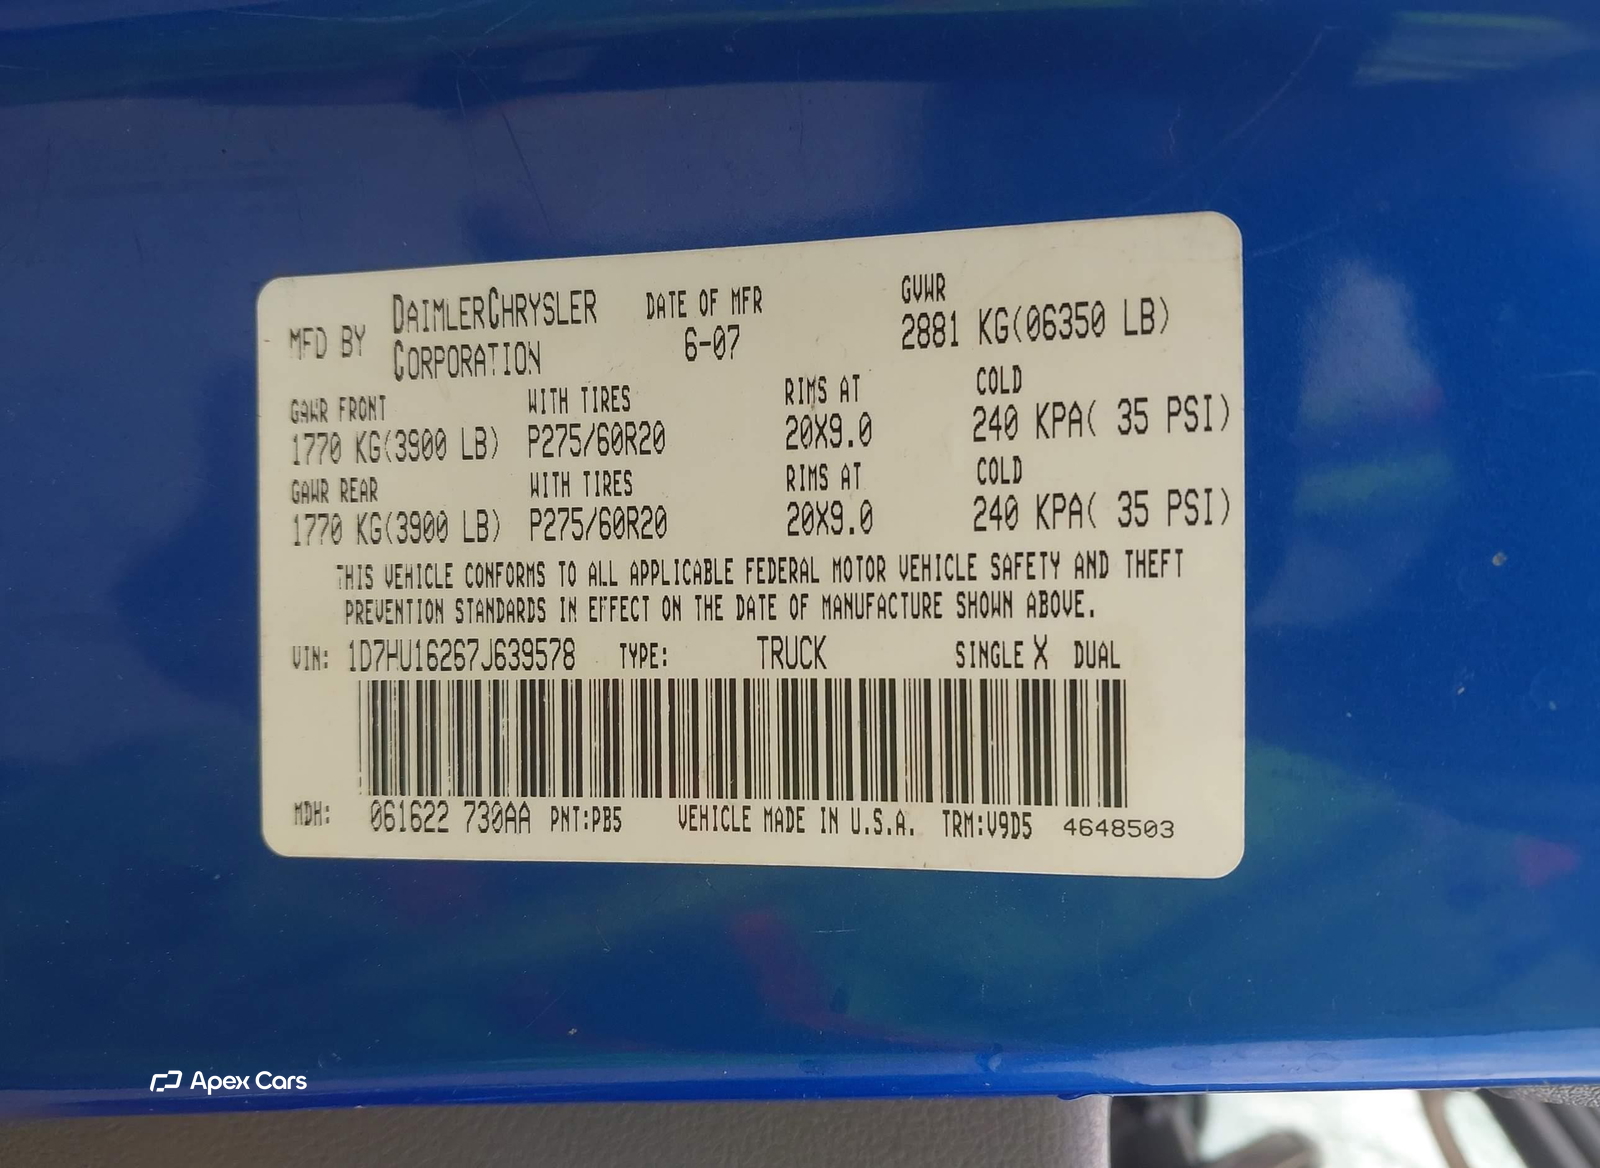 MFD BY DAIMLERCHRYSLER CORPORATION DATE OF MFR 6-07 GVWR 2881 KG(06350 LB)
GAWR FRONT WITH TIRES RIMS AT COLD
1770 KG(3900 LB) P275/60R20 20X9.0 240 KPA( 35 PSI)
GAWR REAR WITH TIRES RIMS AT COLD
1770 KG(3900 LB) P275/60R20 20X9.0 240 KPA( 35 PSI)
THIS VEHICLE CONFORMS TO ALL APPLICABLE FEDERAL MOTOR VEHICLE SAFETY AND THEFT
PREVENTION STANDARDS IN EFFECT ON THE DATE OF MANUFACTURE SHOWN ABOVE.
VIN: 1D7HU16267J639578 TYPE: TRUCK SINGLE X DUAL
MDH: 061622 730AA PNT:PB5 VEHICLE MADE IN U.S.A. TRM:V9D5 4648503
Apex Cars